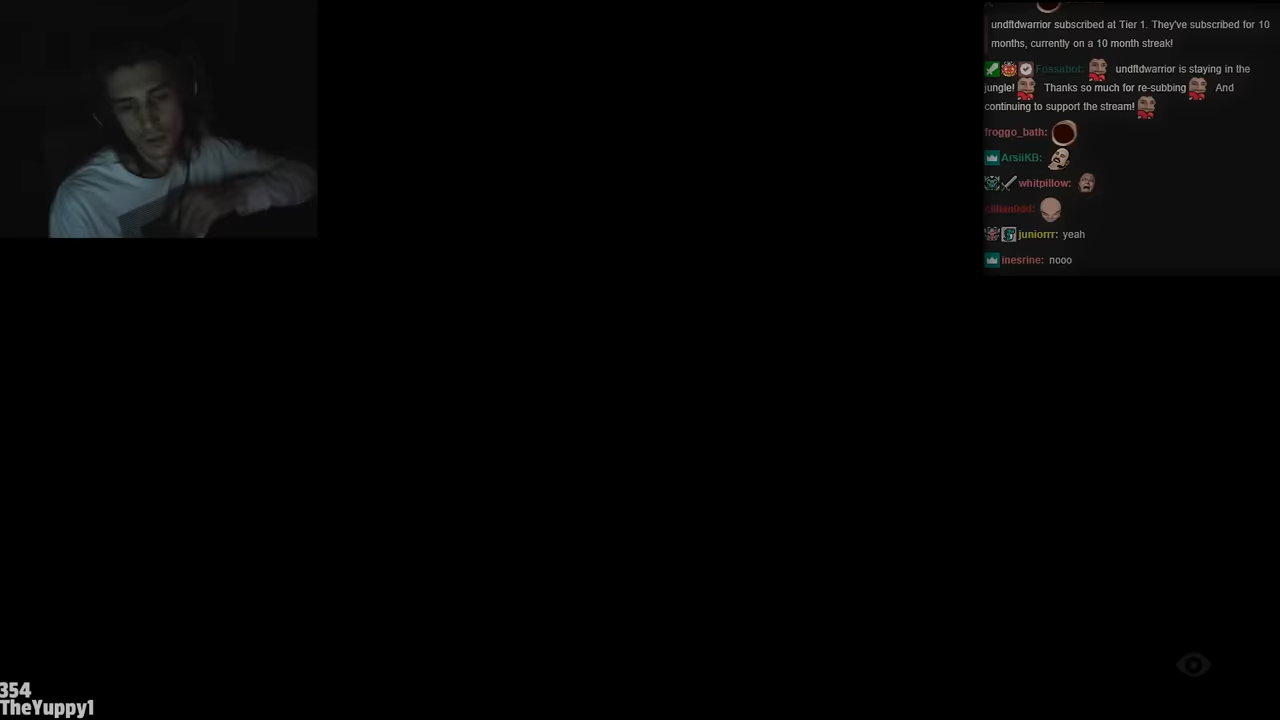 undftdwarrior subscribed at Tier 1. They've subscribed for 10
months, currently on a 10 month streak!
Fossabot: undftdwarrior is staying in the
jungle! Thanks so much for re-subbing And
continuing to support the stream!
froggo_bath:
ArsiiKB:
whitpillow:
juniorrr: yeah
inesrine: nooo
354
TheYuppy1